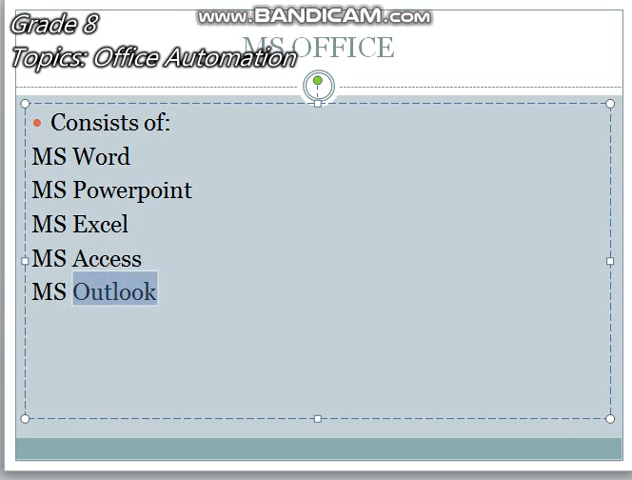 www.BANDICAM.com
Grade 8
MS OFFICE
Topics: Office Automation
• Consists of:
MS Word
MS Powerpoint
MS Excel
MS Access
MS Outlook